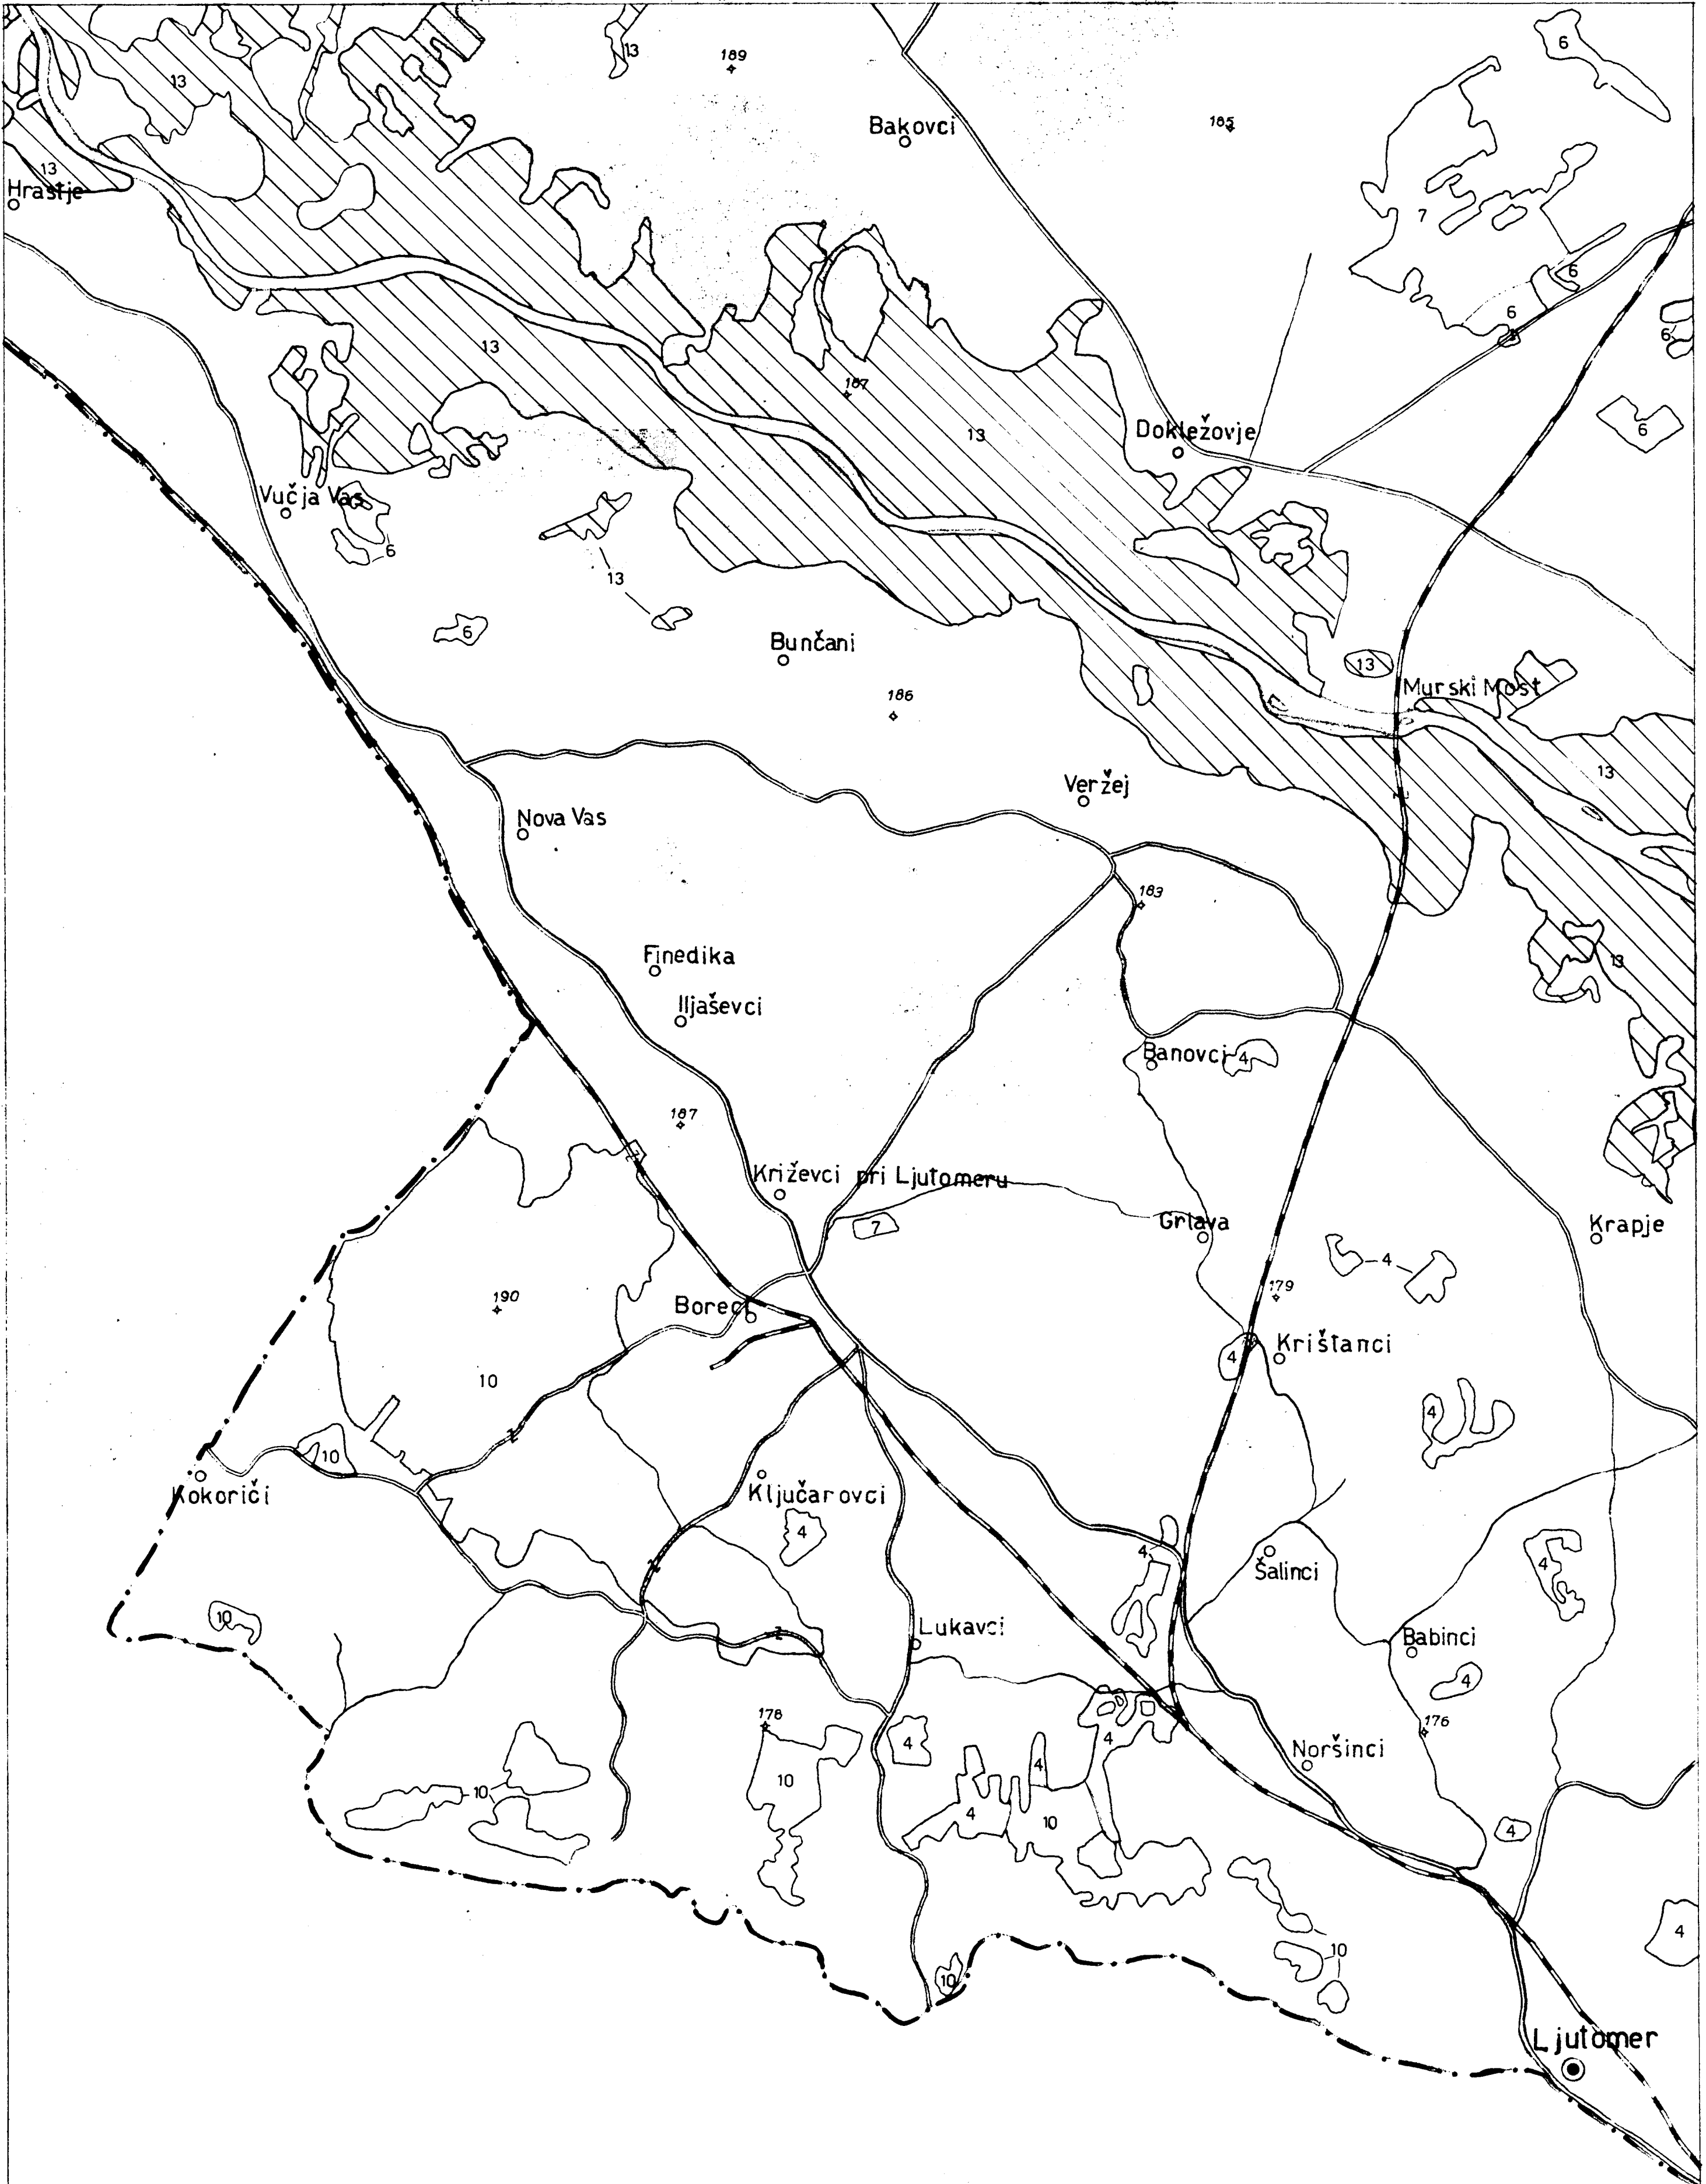 13
189
6
13
Bakovci
185
13
Hrastje
7
6
6
6
13
187
13
Dokležovje
6
Vučja Vas
6
13
6
Bunčani
13
186
Murski Most
13
Veržej
Nova Vas
183
Finedika
13
Iljaševci
Banovci
4
187
Križevci pri Ljutomeru
7
Grlava
Krapje
4
190
179
Boreci
Krištanci
4
10
4
10
Kokoriči
Ključarovci
4
4
Šalinci
4
10
Lukavci
Babinci
4
178
176
4
4
Noršinci
10
4
10
4
10
4
4
10
10
Ljutomer